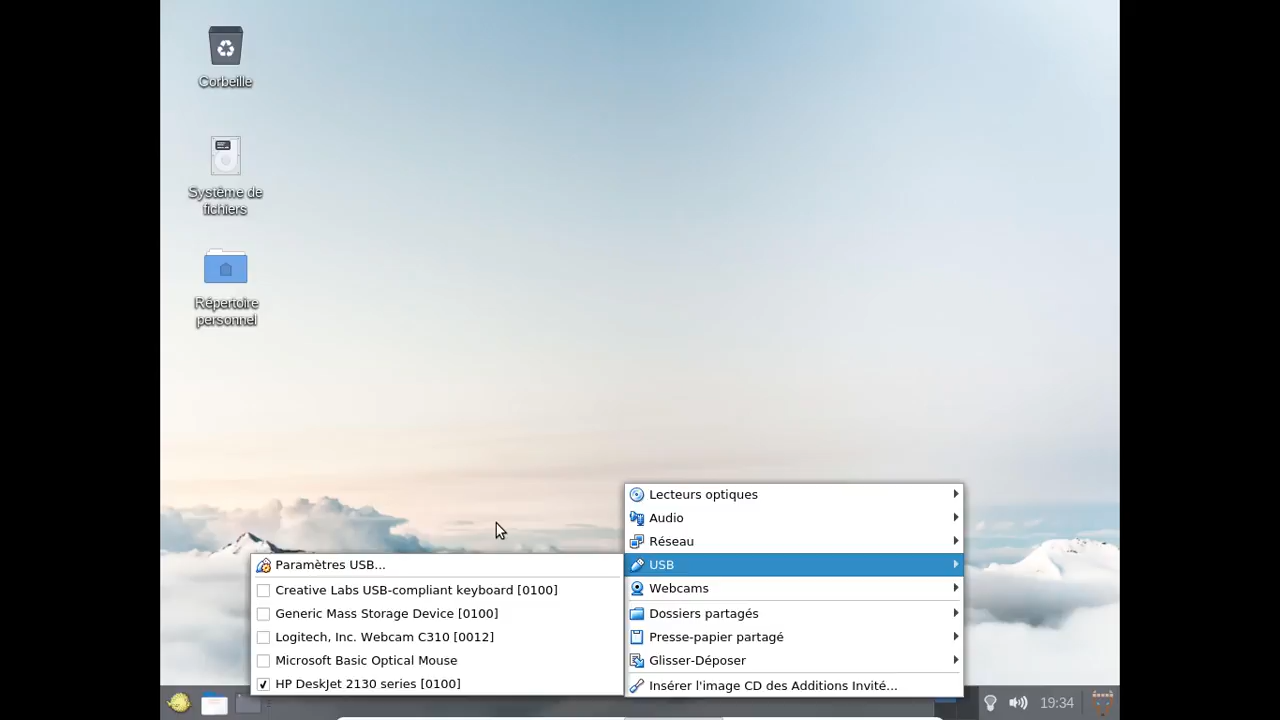 Corbeille
Système de
fichiers
Répertoire
personnel
Lecteurs optiques
Audio
Réseau
USB
Webcams
Dossiers partagés
Presse-papier partagé
Glisser-Déposer
Insérer l'image CD des Additions Invité...
Paramètres USB...
Creative Labs USB-compliant keyboard [0100]
Generic Mass Storage Device [0100]
Logitech, Inc. Webcam C310 [0012]
Microsoft Basic Optical Mouse
HP DeskJet 2130 series [0100]
19:34